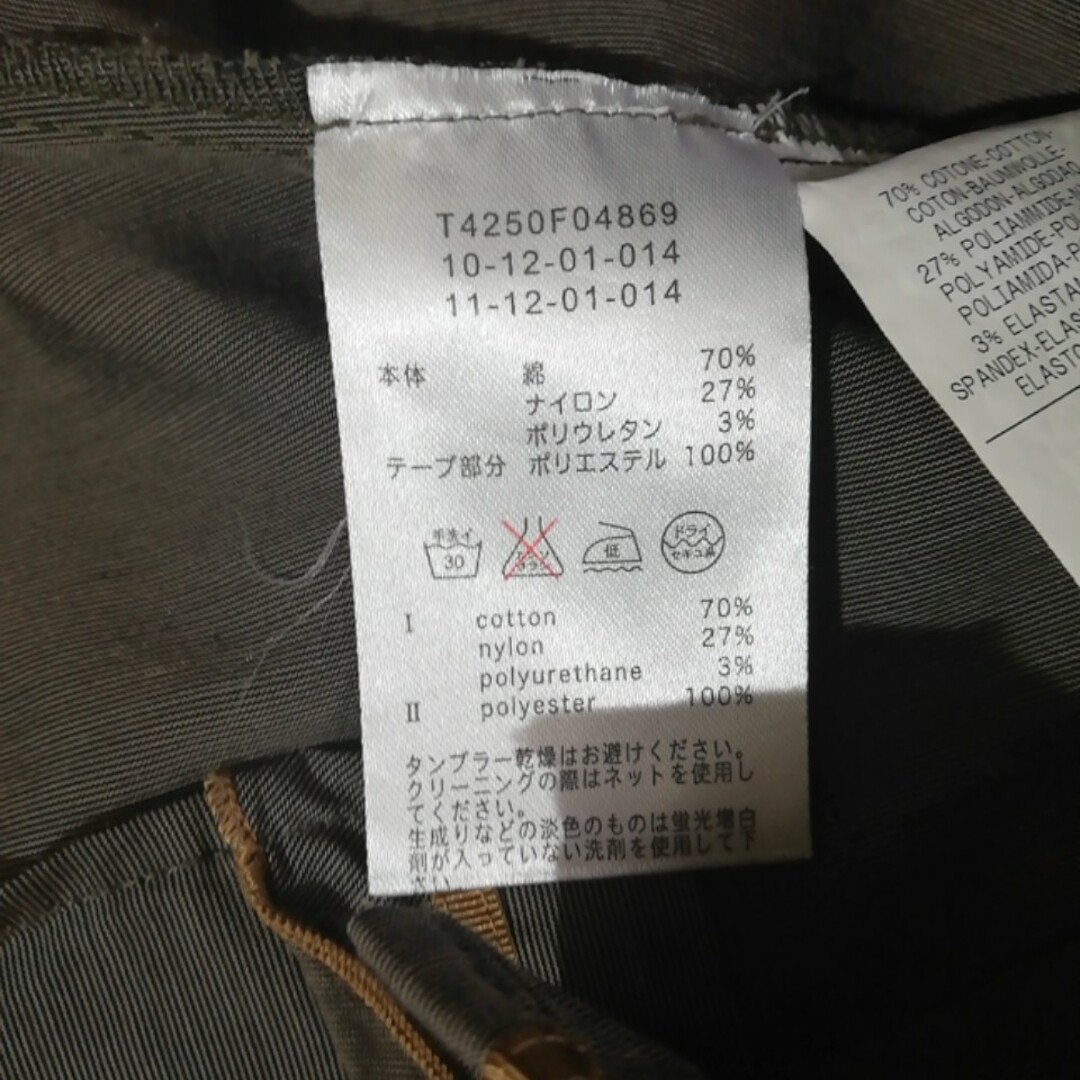 T4250F04869
10-12-01-014
11-12-01-014
本体 綿 70%
ナイロン 27%
ポリウレタン 3%
テープ部分 ポリエステル 100%
手洗イ 30 低 ドライ セキユ系
I cotton 70%
nylon 27%
polyurethane 3%
II polyester 100%
タンブラー乾燥はお避けください。
クリーニングの際はネットを使用し
てください。
生成りなどの淡色のものは蛍光増白
剤が入っていない洗剤を使用して下
さい
70% COTONE-COTTON-
COTON-BAUMWOLLE-
ALGODON-ALGODAO
27% POLIAMMIDE-
POLYAMIDE-
POLIAMIDA-
3% ELASTAN
SPANDEX-ELAS
ELASTO